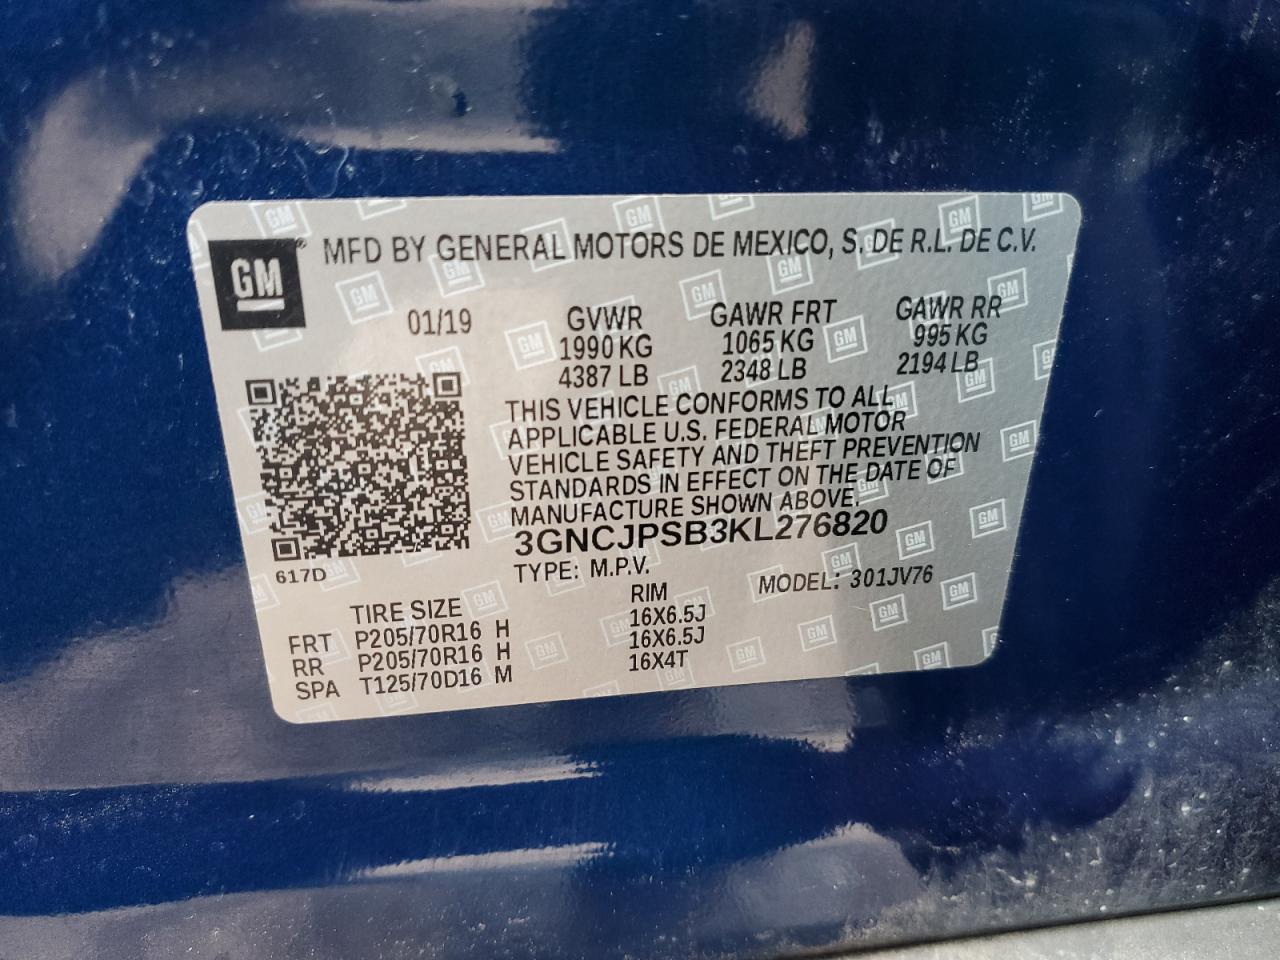 GM
MFD BY GENERAL MOTORS DE MEXICO, S. DE R.L. DE C.V.
01/19 GVWR GAWR FRT GAWR RR
1990 KG 1065 KG 995 KG
4387 LB 2348 LB 2194 LB
THIS VEHICLE CONFORMS TO ALL
APPLICABLE U.S. FEDERAL MOTOR
VEHICLE SAFETY AND THEFT PREVENTION
STANDARDS IN EFFECT ON THE DATE OF
MANUFACTURE SHOWN ABOVE.
3GNCJPSB3KL276820
617D TYPE: M.P.V. MODEL: 301JV76
TIRE SIZE RIM
FRT P205/70R16 H 16X6.5J
RR P205/70R16 H 16X6.5J
SPA T125/70D16 M 16X4T